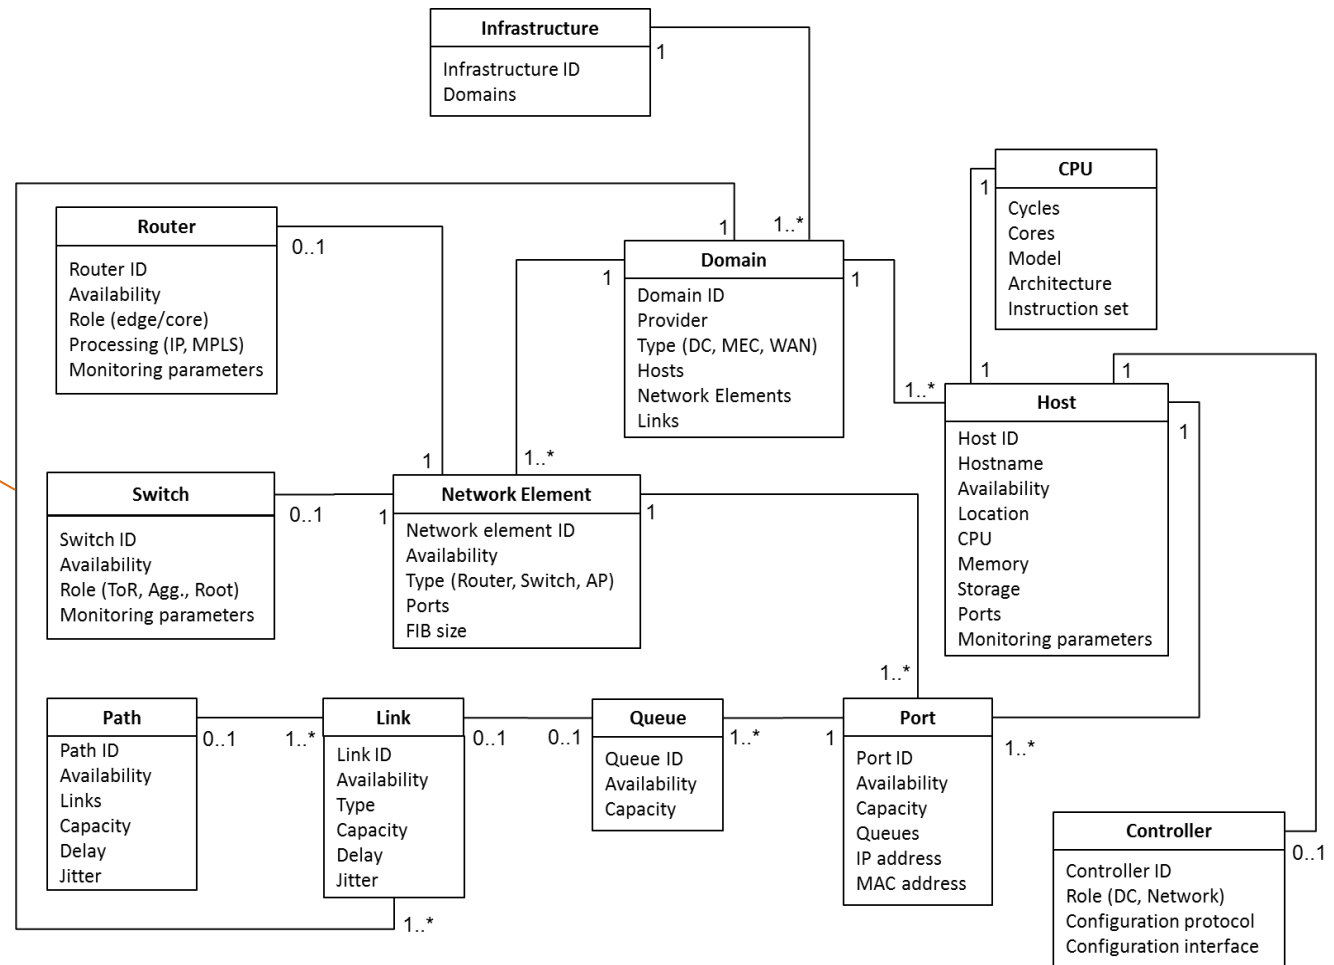 Infrastructure
1
Infrastructure ID
Domains
CPU
1
Cycles
Cores
Model
Architecture
Instruction set
Router
0..1
Router ID
Availability
Role (edge/core)
Processing (IP, MPLS)
Monitoring parameters
1
1..*
Domain
1
1
Domain ID
Provider
Type (DC, MEC, WAN)
Hosts
Network Elements
Links
1
1
1..*
Host
1
Host ID
Hostname
Availability
Location
CPU
Memory
Storage
Ports
Monitoring parameters
1
1..*
Switch
0..1
Switch ID
Availability
Role (ToR, Agg., Root)
Monitoring parameters
Network Element
1
1
Network element ID
Availability
Type (Router, Switch, AP)
Ports
FIB size
1..*
Path
0..1
Path ID
Availability
Links
Capacity
Delay
Jitter
1..*
Link
0..1
Link ID
Availability
Type
Capacity
Delay
Jitter
1..*
0..1
Queue
1..*
Queue ID
Availability
Capacity
1
Port
1..*
Port ID
Availability
Capacity
Queues
IP address
MAC address
Controller
0..1
Controller ID
Role (DC, Network)
Configuration protocol
Configuration interface